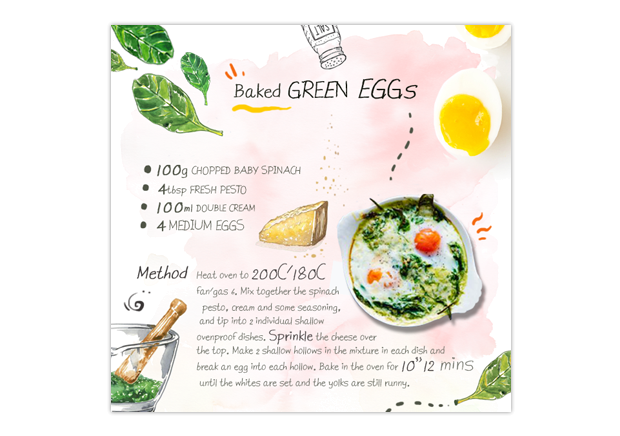 SALT
Baked GREEN EGGs
100g CHOPPED BABY SPINACH
4tbsp FRESH PESTO
100ml DOUBLE CREAM
4 MEDIUM EGGS
Method
Heat oven to 200C/180C
fan/gas 6. Mix together the spinach
pesto, cream and some seasoning,
and tip into 2 individual shallow
ovenproof dishes. Sprinkle the cheese over
the top. Make 2 shallow hollows in the mixture in each dish and
break an egg into each hollow. Bake in the oven for 10"12 mins
until the whites are set and the yolks are still runny.